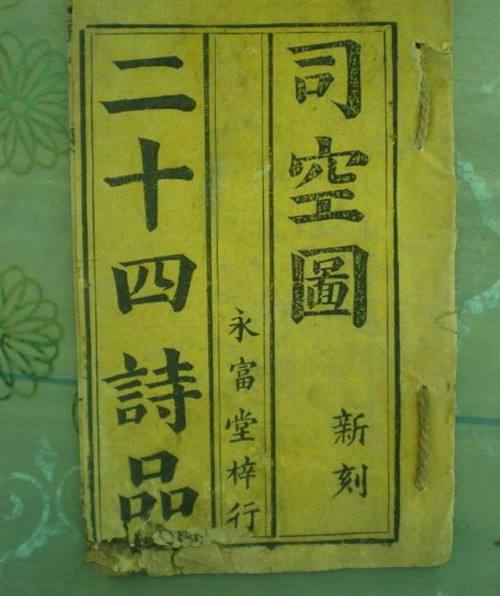 司空圖
新刻
永富堂梓行
二十四詩品